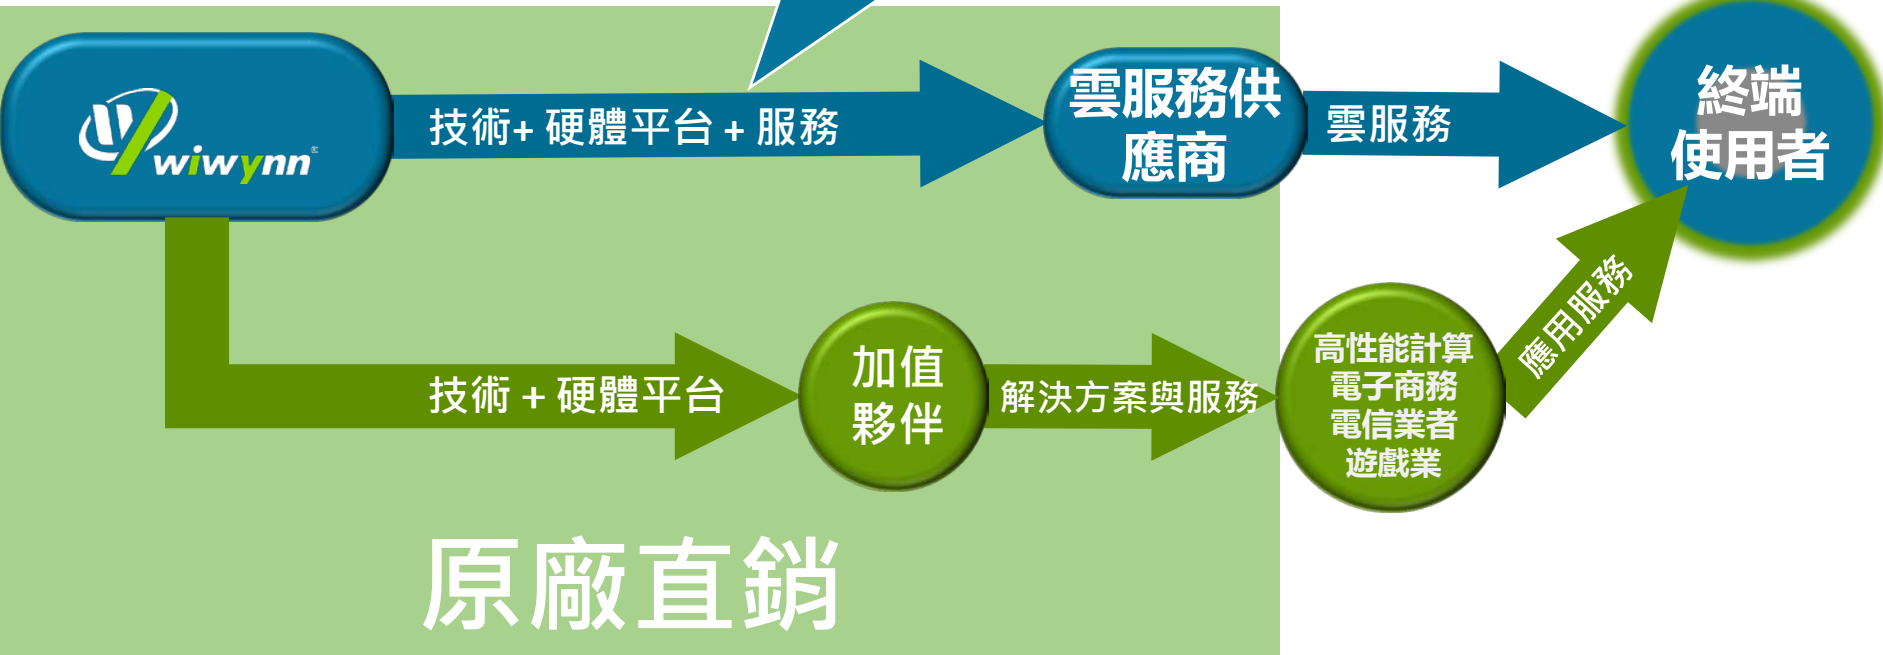 wiwynn®
技術+ 硬體平台 + 服務
雲服務供
應商
雲服務
終端
使用者
技術 + 硬體平台
加值
夥伴
解決方案與服務
高性能計算
電子商務
電信業者
遊戲業
應用服務
原廠直銷